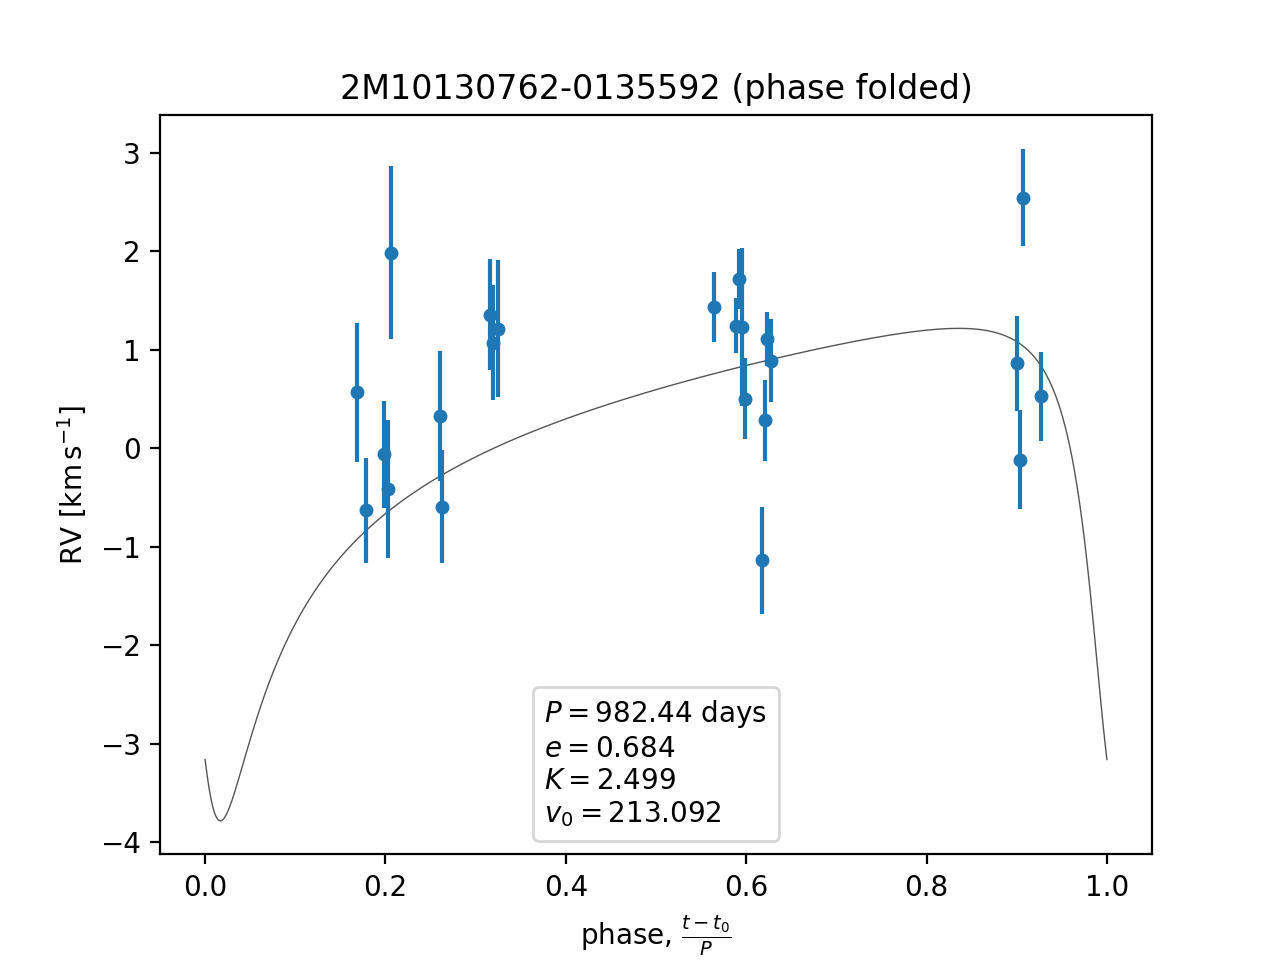 2M10130762-0135592 (phase folded)
3
2
1
0
−1
−2
−3
−4
RV [km s⁻¹]
P = 982.44 days
e = 0.684
K = 2.499
v₀ = 213.092
0.0 0.2 0.4 0.6 0.8 1.0
phase, (t − t₀)/P